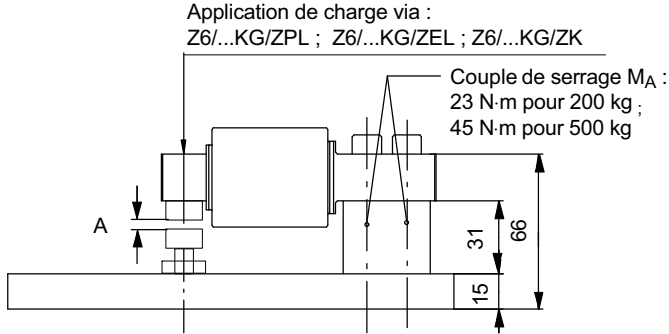 Application de charge via :
Z6/...KG/ZPL ; Z6/...KG/ZEL ; Z6/...KG/ZK
Couple de serrage MA :
23 N·m pour 200 kg ;
45 N·m pour 500 kg
A
31
66
15